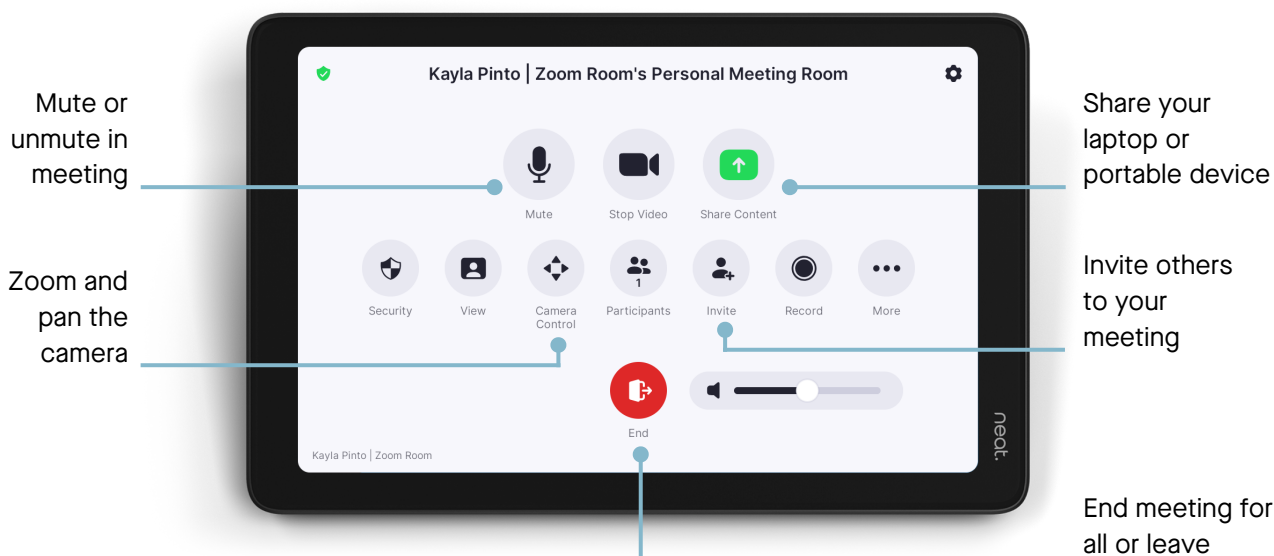 Kayla Pinto | Zoom Room's Personal Meeting Room
Mute or
unmute in
meeting
Share your
laptop or
portable device
Mute
Stop Video
Share Content
Zoom and
pan the
camera
Invite others
to your
meeting
Security
View
Camera
Control
Participants
1
Invite
Record
More
End
Kayla Pinto | Zoom Room
neat.
End meeting for
all or leave